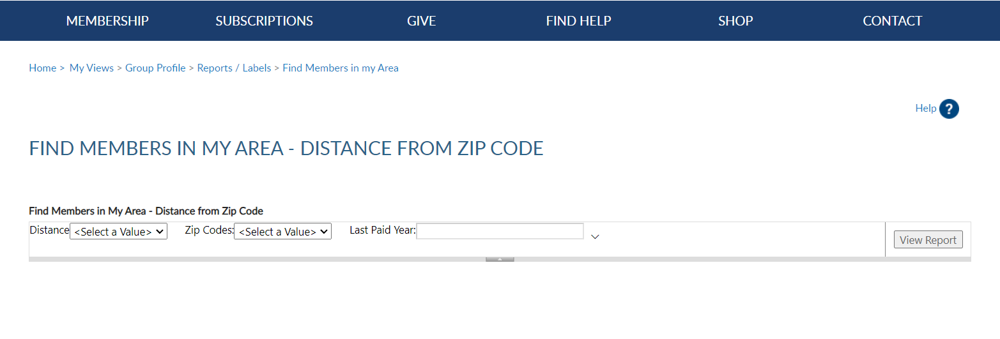 MEMBERSHIP SUBSCRIPTIONS GIVE FIND HELP SHOP CONTACT
Home > My Views > Group Profile > Reports / Labels > Find Members in my Area
Help ?
FIND MEMBERS IN MY AREA - DISTANCE FROM ZIP CODE
Find Members in My Area - Distance from Zip Code
Distance <Select a Value> Zip Codes: <Select a Value> Last Paid Year: View Report